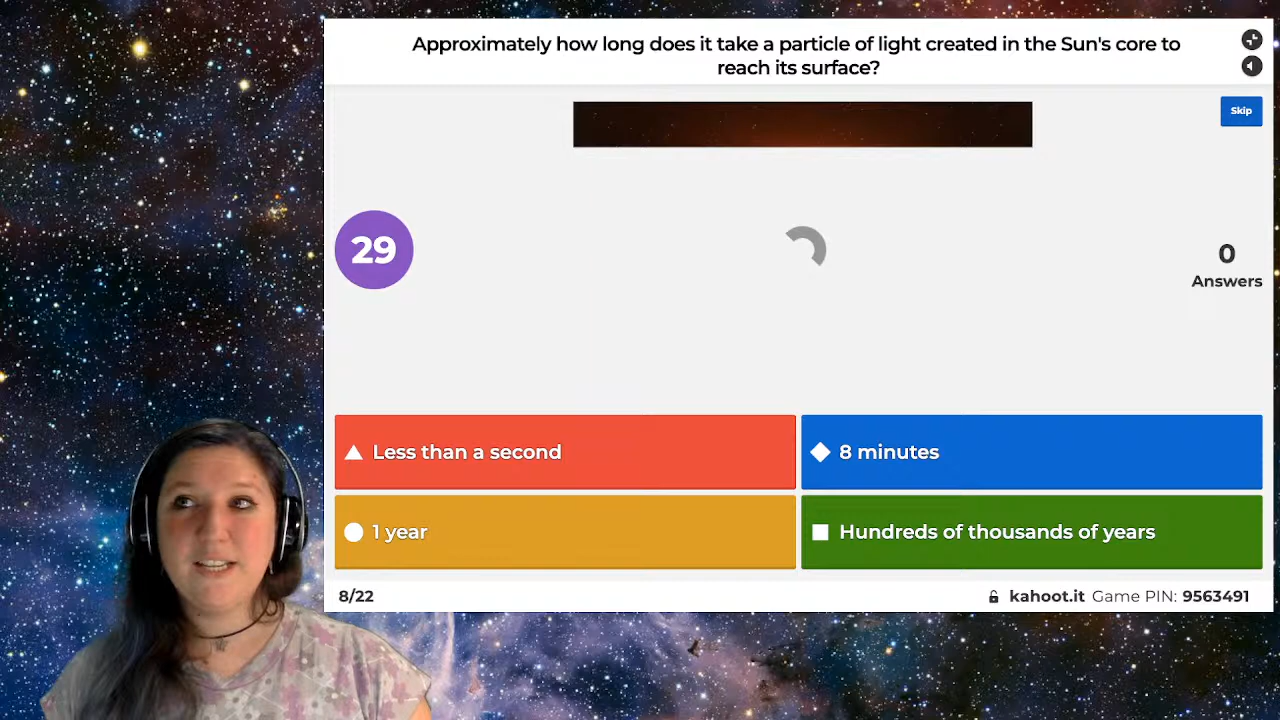 Approximately how long does it take a particle of light created in the Sun's core to
reach its surface?
Skip
29
0
Answers
Less than a second
8 minutes
1 year
Hundreds of thousands of years
8/22
kahoot.it Game PIN: 9563491